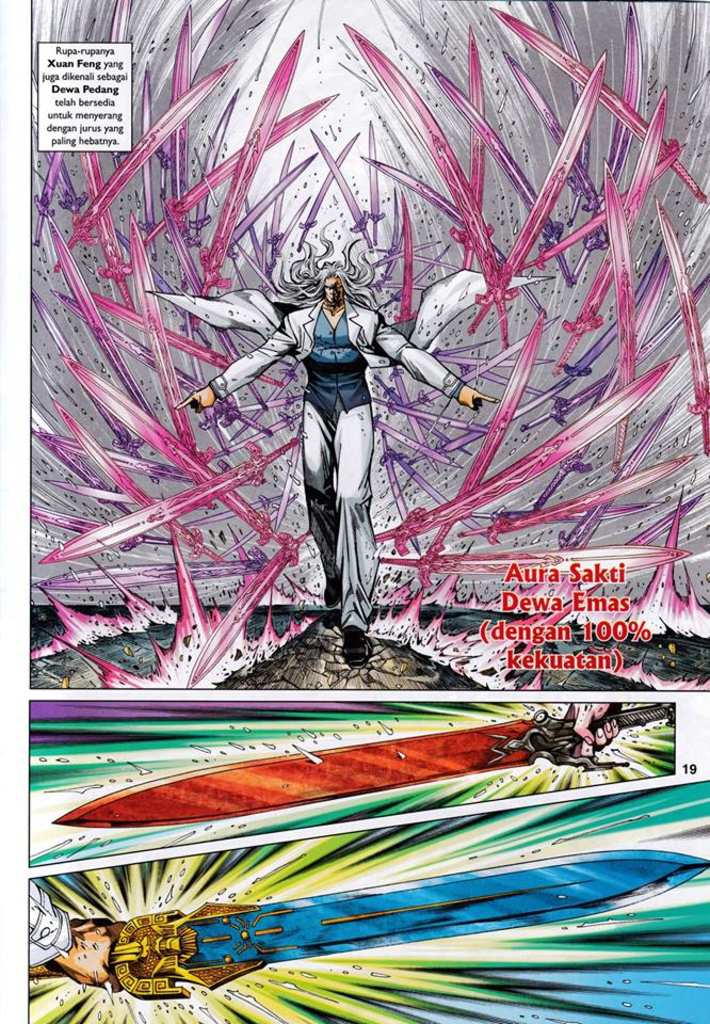 Rupa-rupanya
Xuan Feng yang
juga dikenali sebagai
Dewa Pedang
telah bersedia
untuk menyerang
dengan jurus yang
paling hebatnya.
Aura Sakti
Dewa Emas
(dengan 100%
kekuatan)
19